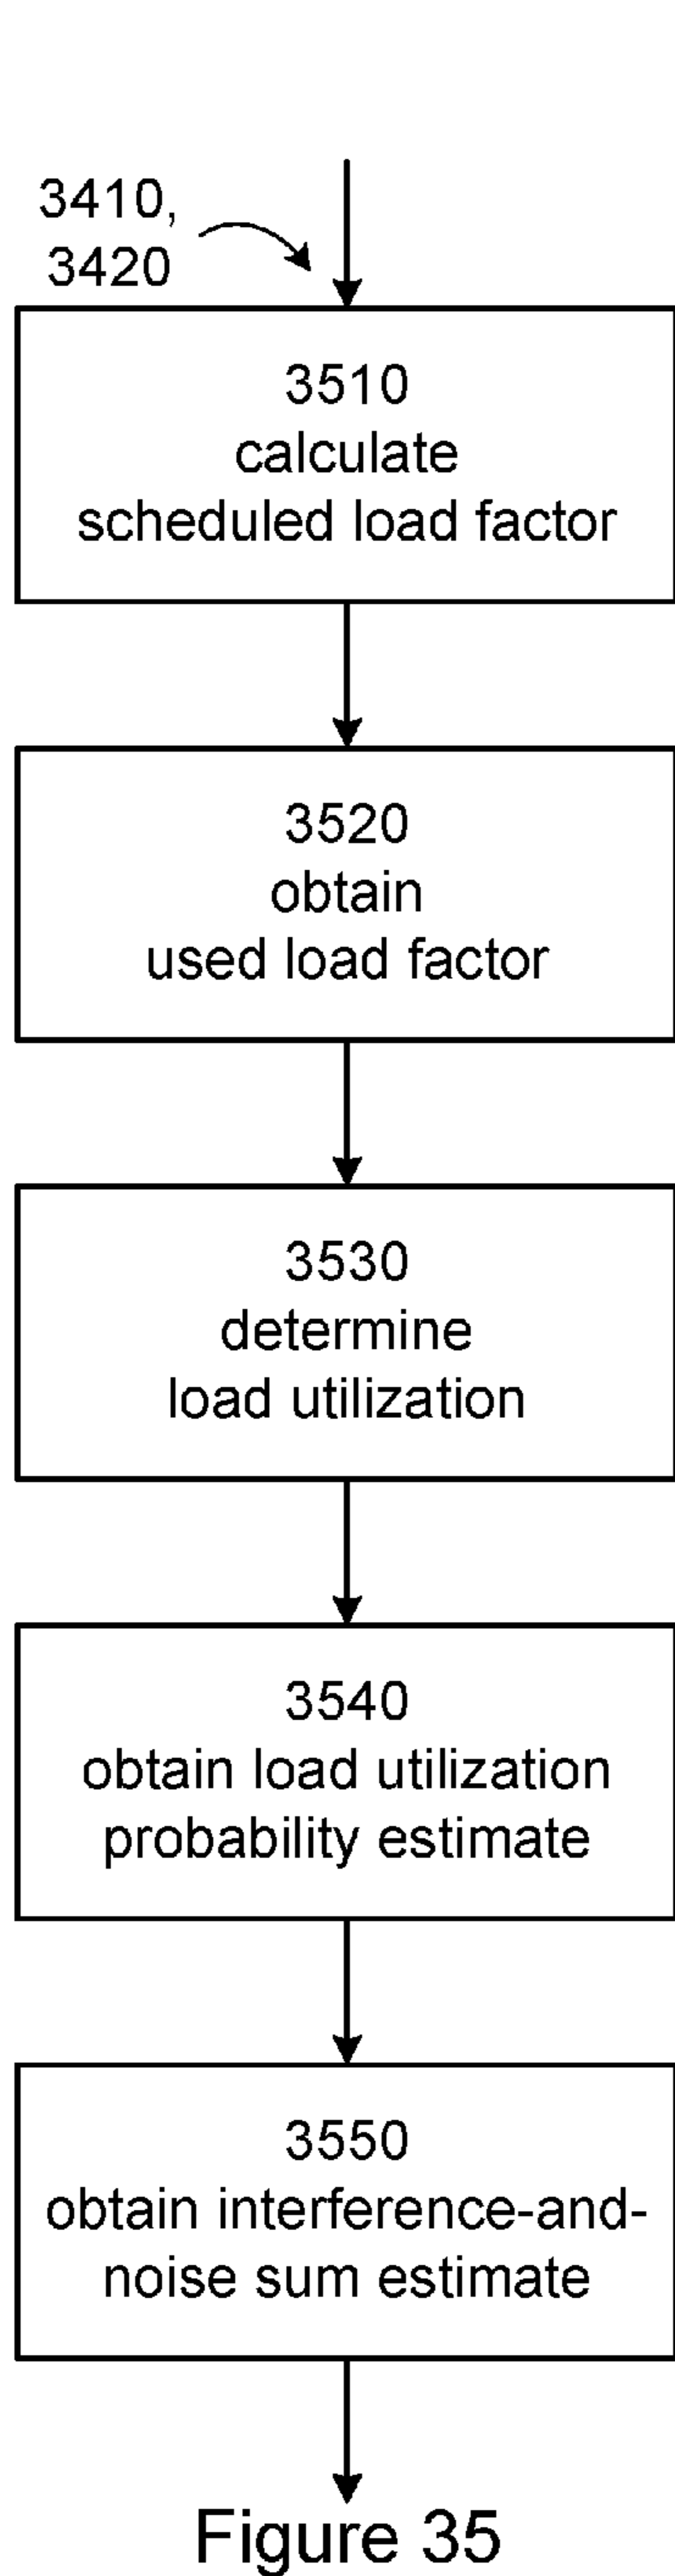 3410,
3420
3510
calculate
scheduled load factor
3520
obtain
used load factor
3530
determine
load utilization
3540
obtain load utilization
probability estimate
3550
obtain interference-and-
noise sum estimate
Figure 35